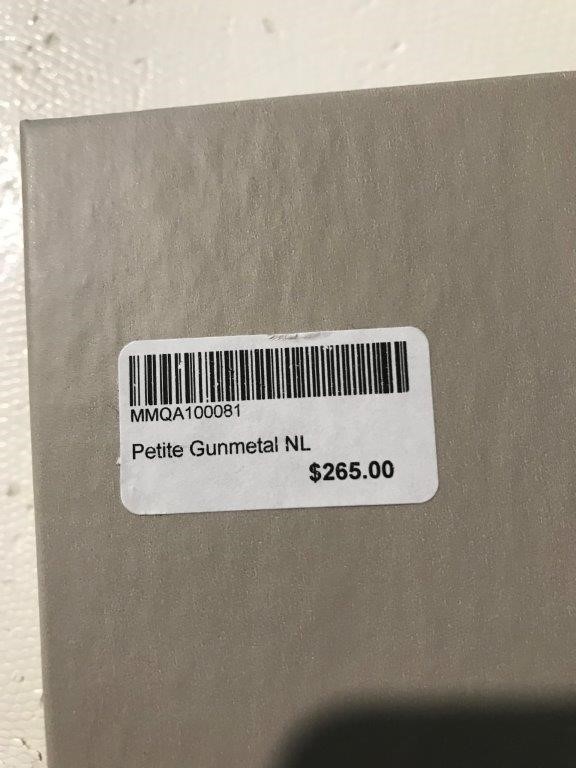 MMQA100081
Petite Gunmetal NL
$265.00